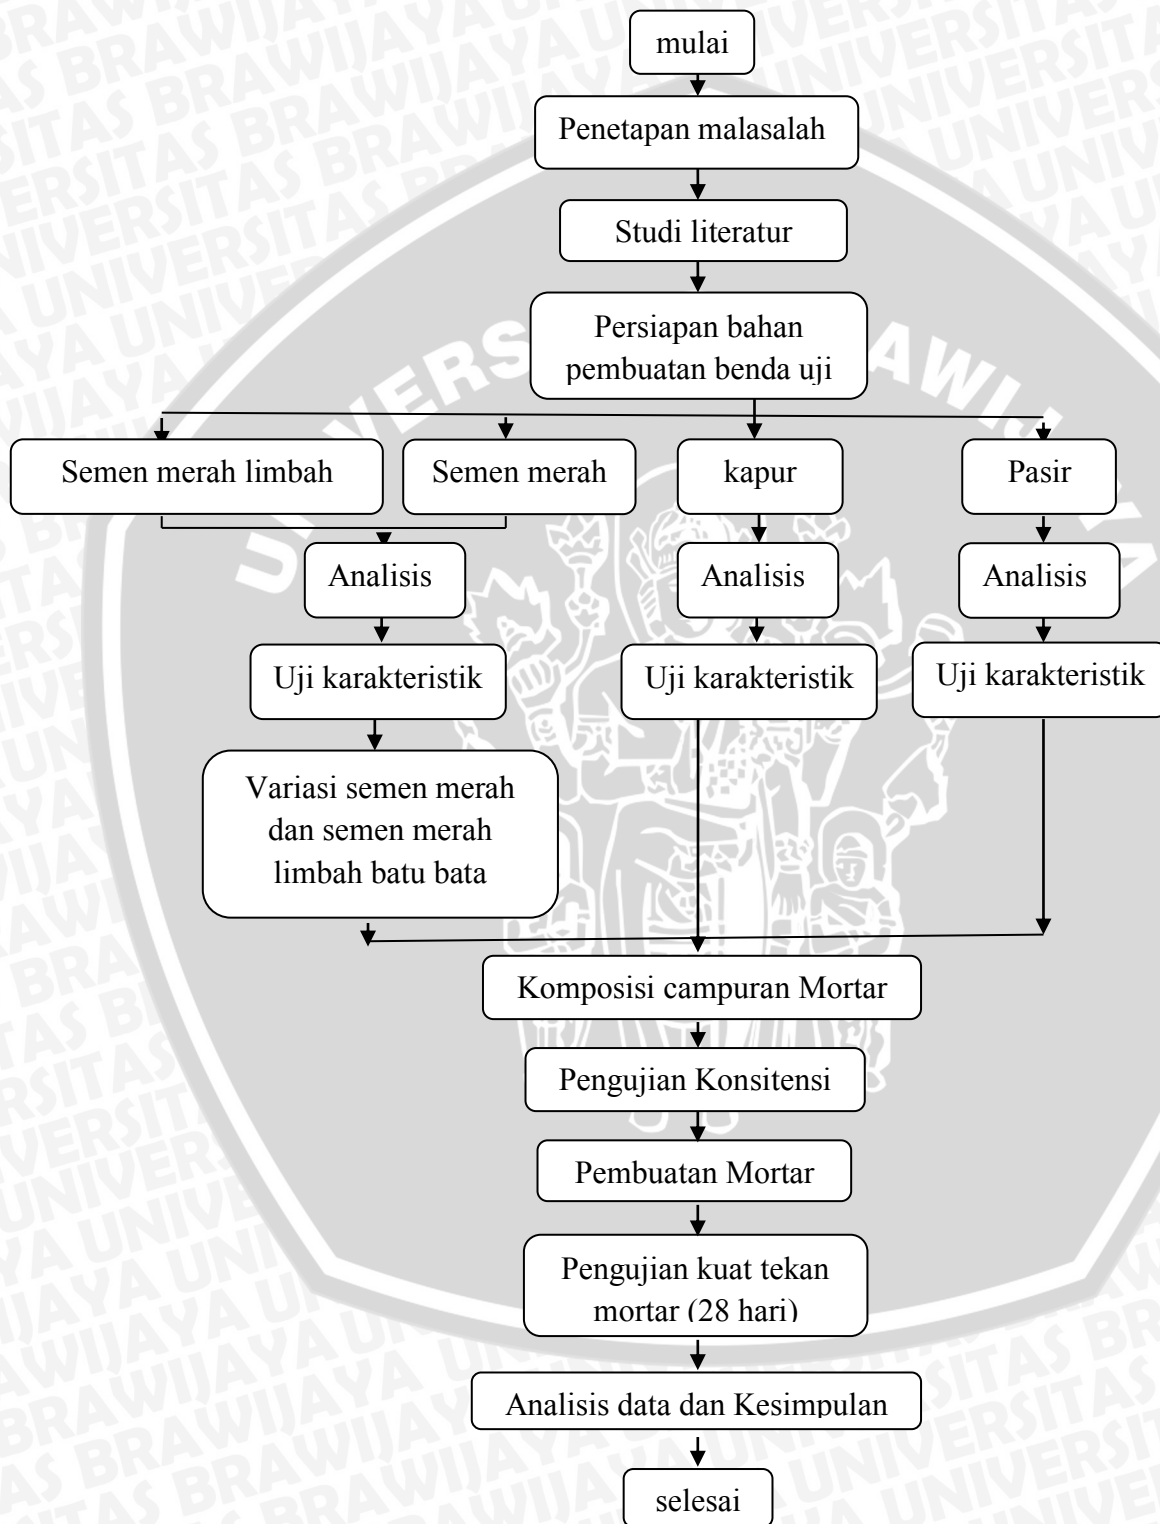 mulai
Penetapan malasalah
Studi literatur
Persiapan bahan
pembuatan benda uji
Semen merah limbah
Semen merah
kapur
Pasir
Analisis
Analisis
Analisis
Uji karakteristik
Uji karakteristik
Uji karakteristik
Variasi semen merah
dan semen merah
limbah batu bata
Komposisi campuran Mortar
Pengujian Konsitensi
Pembuatan Mortar
Pengujian kuat tekan
mortar (28 hari)
Analisis data dan Kesimpulan
selesai